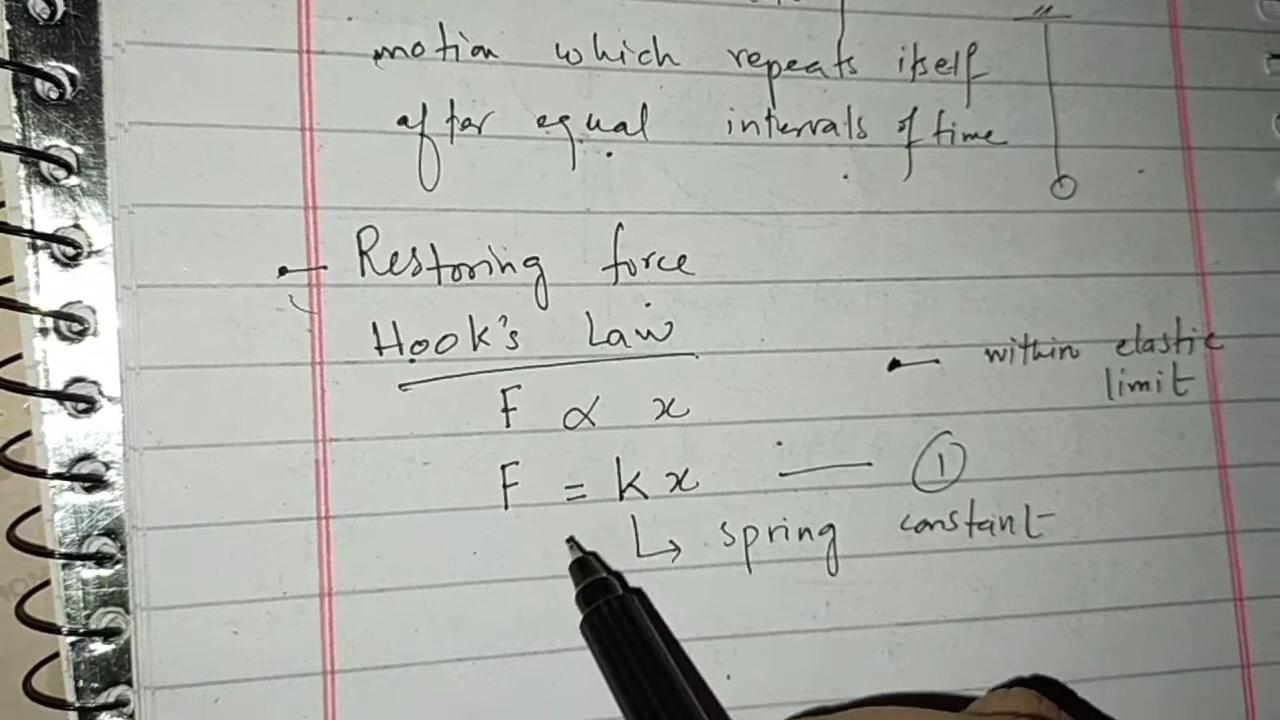 motion which repeats itself
after equal intervals of time
Restoring force
Hook's Law
within elastic
limit
F ∝ x
F = kx — ①
↳ spring constant